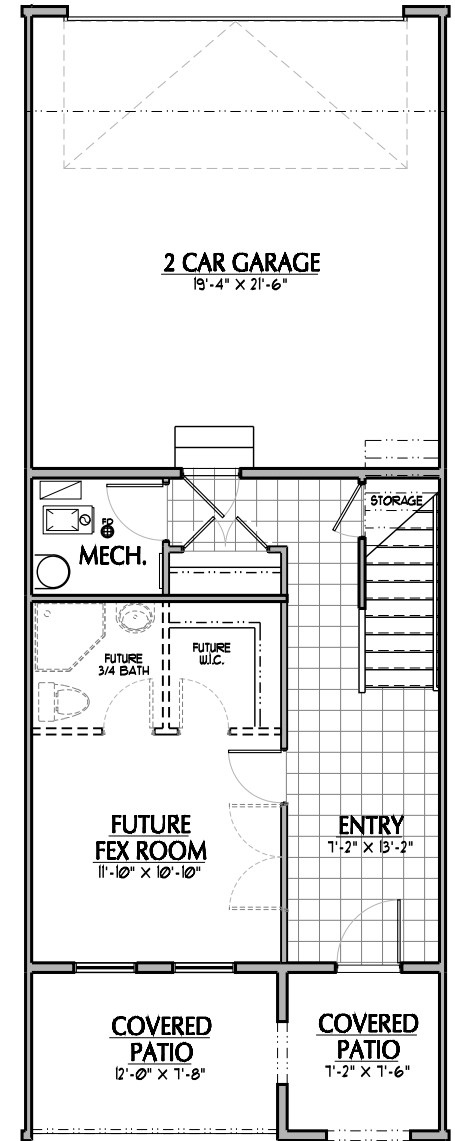 2 CAR GARAGE
19'-4" X 21'-6"
STORAGE
FD
MECH.
FUTURE
3/4 BATH
FUTURE
W.I.C.
FUTURE
FEX ROOM
11'-10" X 10'-10"
ENTRY
7'-2" X 13'-2"
COVERED
PATIO
12'-0" X 7'-8"
COVERED
PATIO
7'-2" X 7'-6"